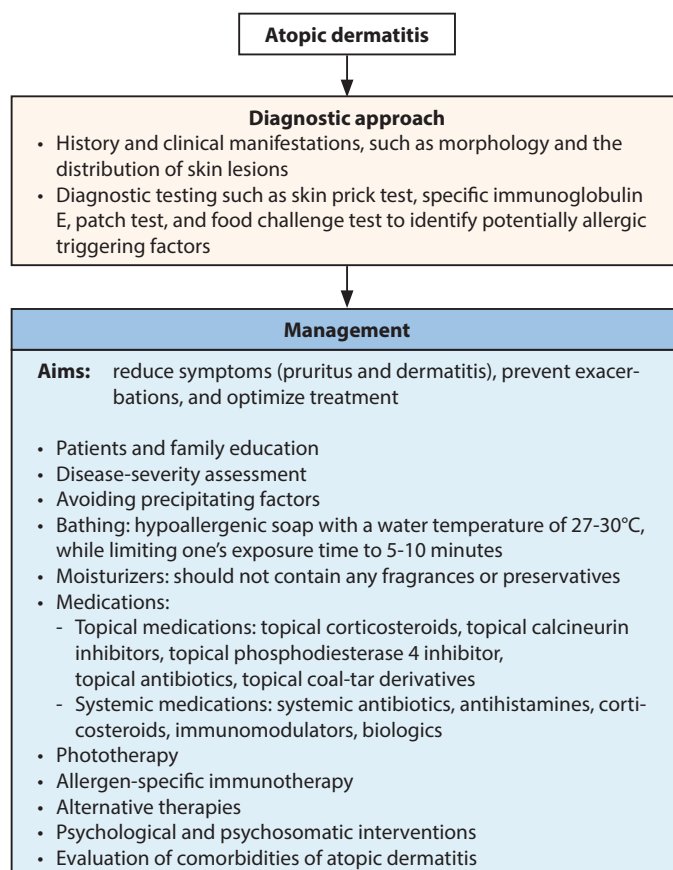 Atopic dermatitis
Diagnostic approach
• History and clinical manifestations, such as morphology and the
distribution of skin lesions
• Diagnostic testing such as skin prick test, specific immunoglobulin
E, patch test, and food challenge test to identify potentially allergic
triggering factors
Management
Aims: reduce symptoms (pruritus and dermatitis), prevent exacer-
bations, and optimize treatment
• Patients and family education
• Disease-severity assessment
• Avoiding precipitating factors
• Bathing: hypoallergenic soap with a water temperature of 27-30°C,
while limiting one's exposure time to 5-10 minutes
• Moisturizers: should not contain any fragrances or preservatives
• Medications:
- Topical medications: topical corticosteroids, topical calcineurin
inhibitors, topical phosphodiesterase 4 inhibitor,
topical antibiotics, topical coal-tar derivatives
- Systemic medications: systemic antibiotics, antihistamines, corti-
costeroids, immunomodulators, biologics
• Phototherapy
• Allergen-specific immunotherapy
• Alternative therapies
• Psychological and psychosomatic interventions
• Evaluation of comorbidities of atopic dermatitis